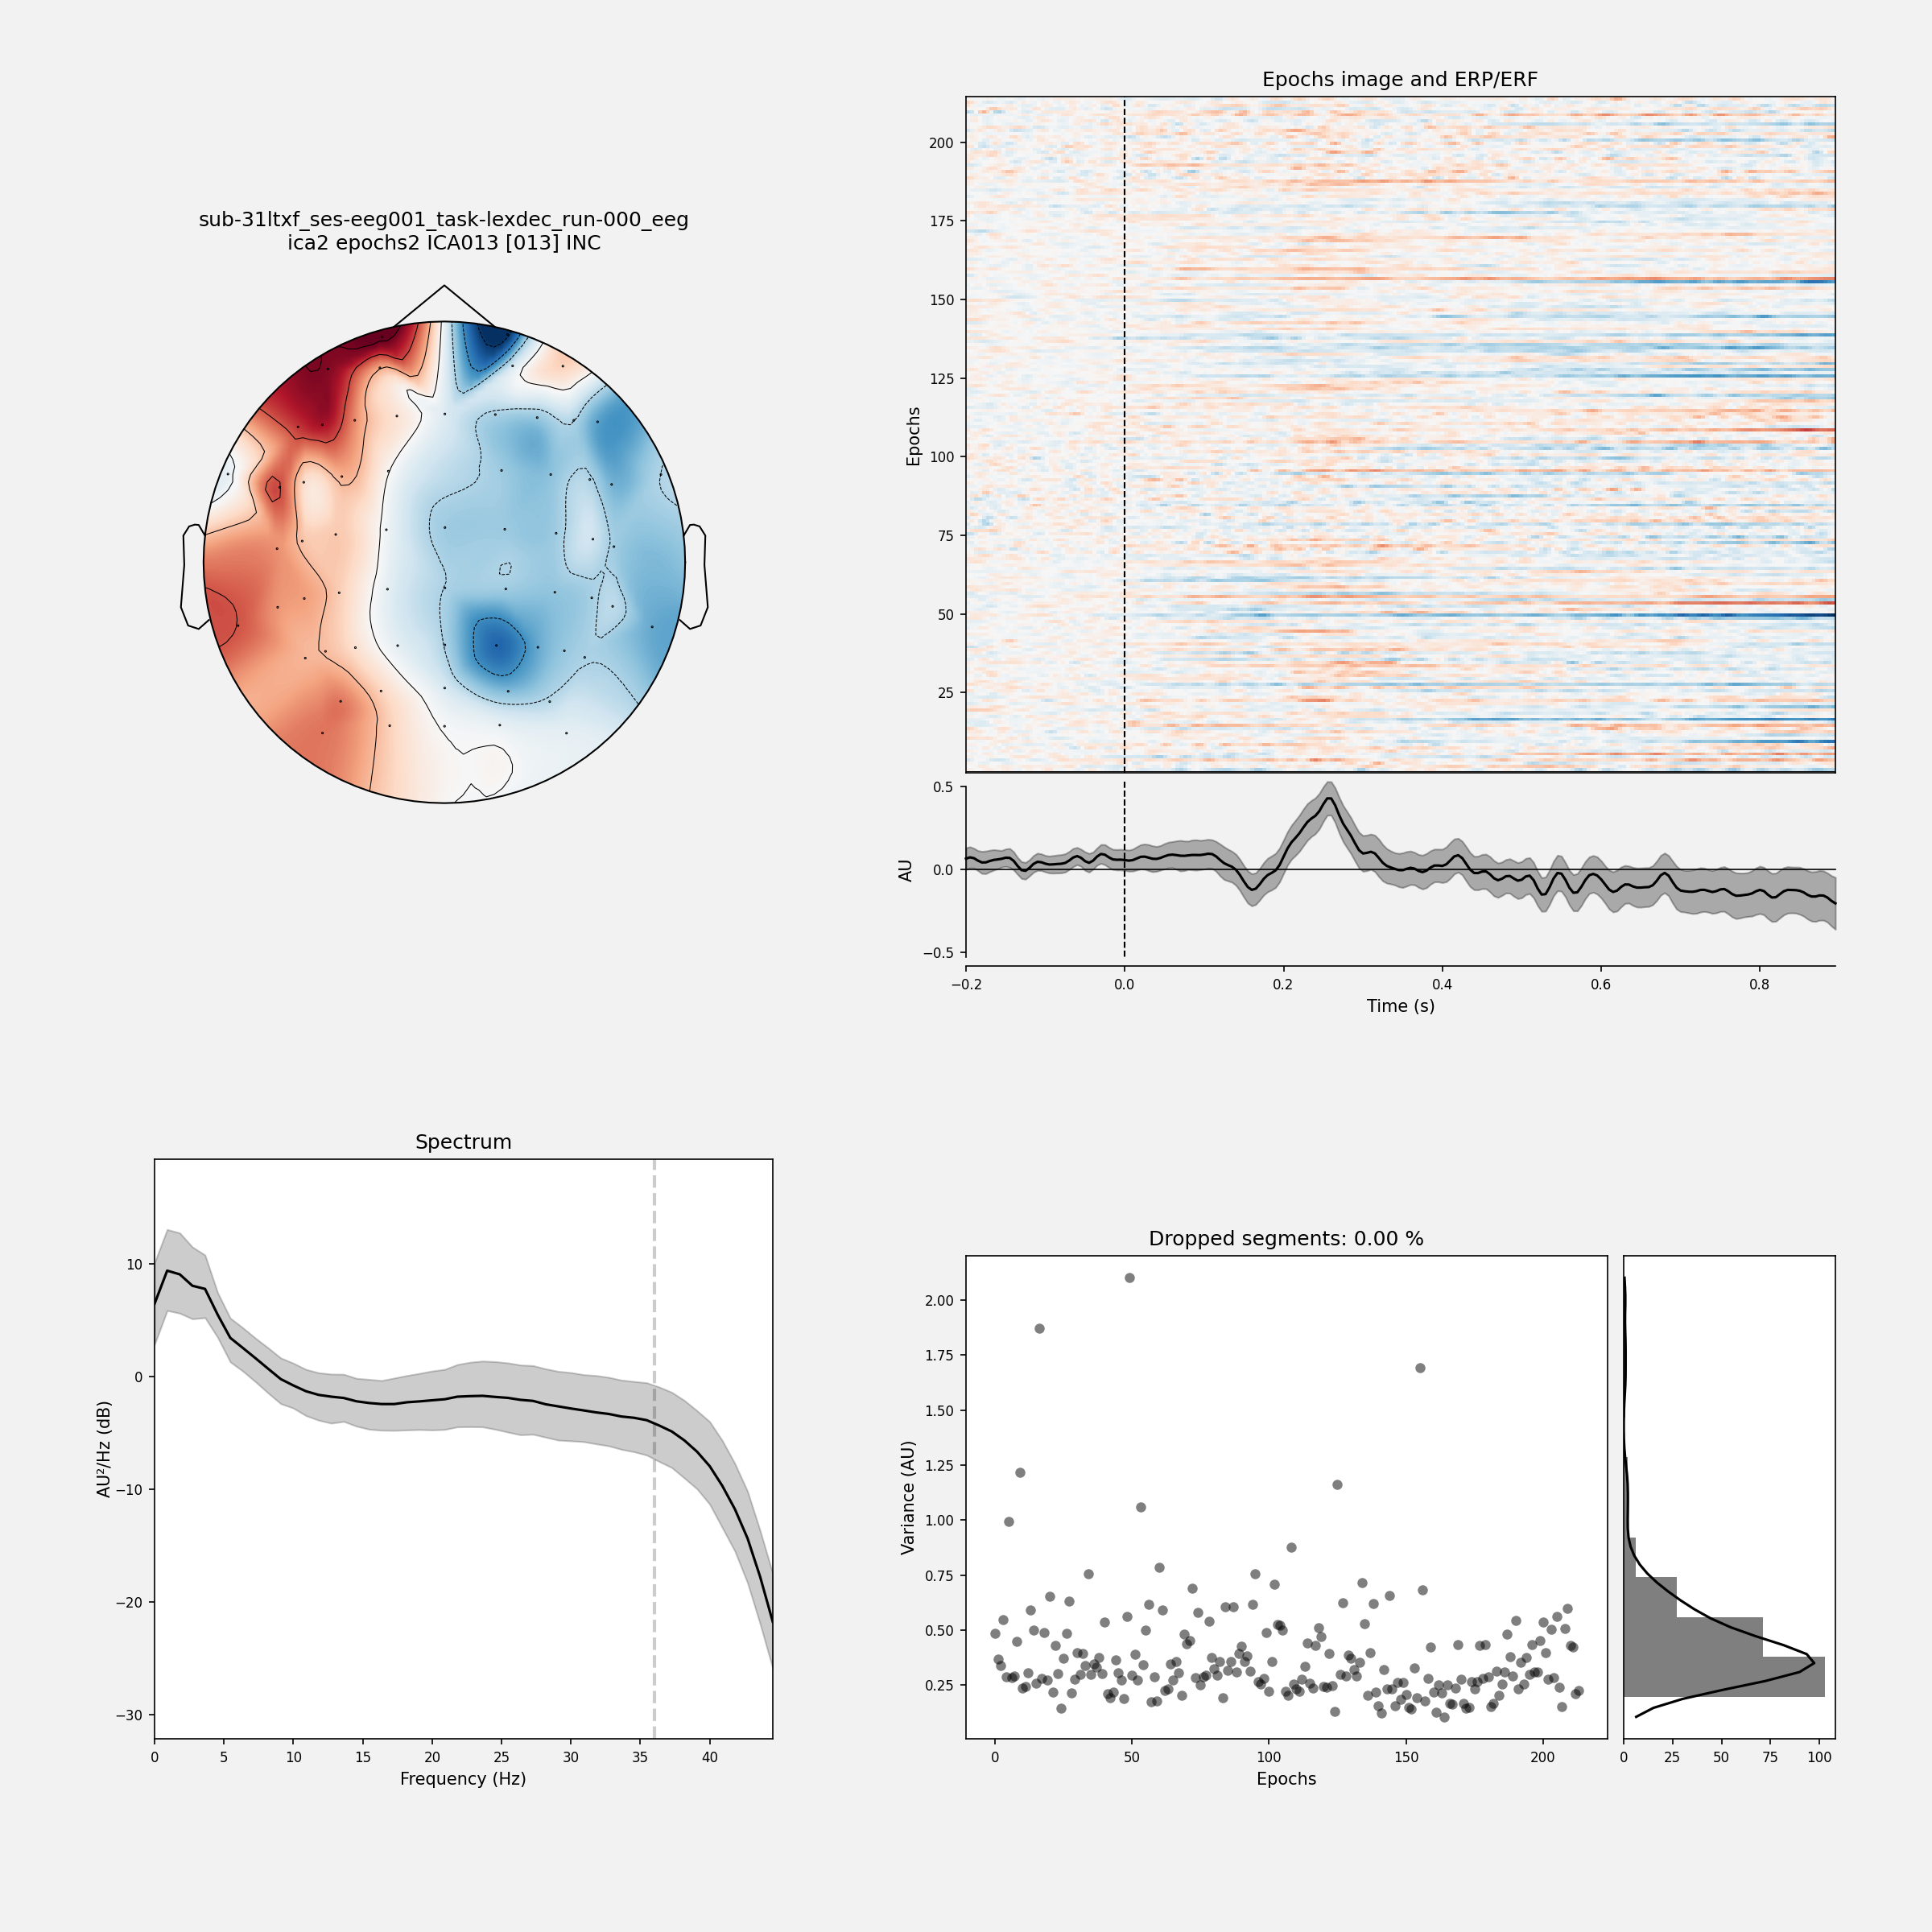 sub-31ltxf_ses-eeg001_task-lexdec_run-000_eeg
ica2 epochs2 ICA013 [013] INC
Epochs image and ERP/ERF
Epochs
200
175
150
125
100
75
50
25
AU
0.5
0.0
−0.5
−0.2 0.0 0.2 0.4 0.6 0.8
Time (s)
Spectrum
AU²/Hz (dB)
10
0
−10
−20
−30
0 5 10 15 20 25 30 35 40
Frequency (Hz)
Dropped segments: 0.00 %
Variance (AU)
2.00
1.75
1.50
1.25
1.00
0.75
0.50
0.25
0 50 100 150 200
Epochs
0 25 50 75 100